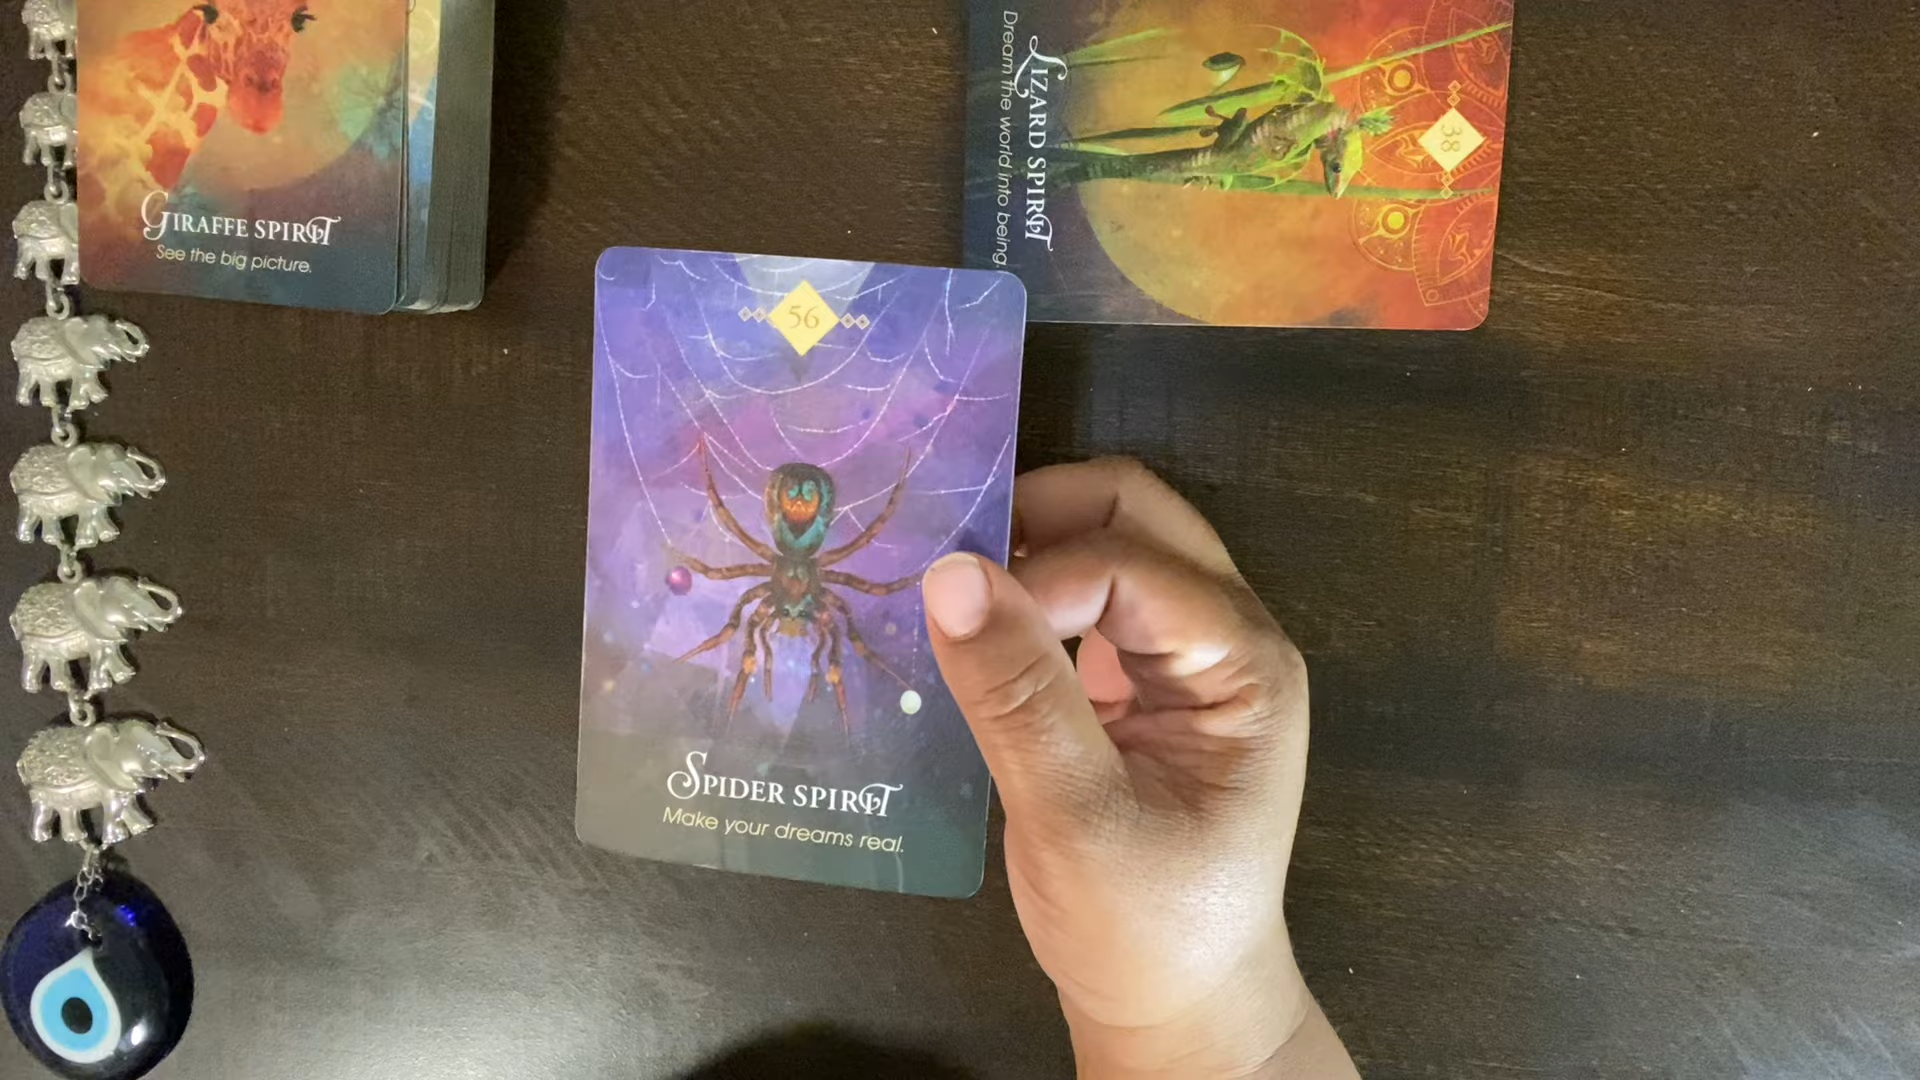 GIRAFFE SPIRIT
See the big picture.
38
LIZARD SPIRIT
Dream the world into being.
56
SPIDER SPIRIT
Make your dreams real.